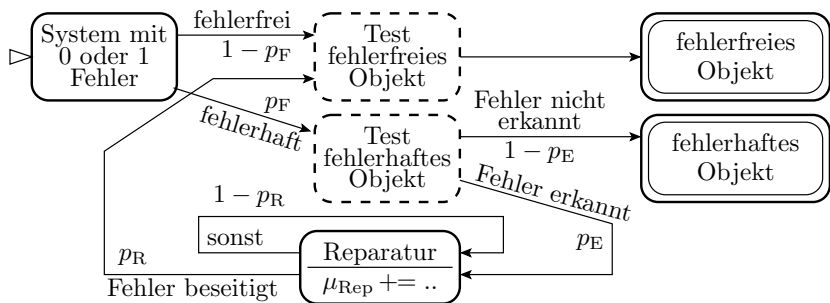 System mit
0 oder 1
Fehler
fehlerfrei
1 − p_F
p_F
fehlerhaft
Test
fehlerfreies
Objekt
fehlerfreies
Objekt
Test
fehlerhaftes
Objekt
Fehler nicht
erkannt
1 − p_E
fehlerhaftes
Objekt
Fehler erkannt
p_E
1 − p_R
sonst
p_R
Fehler beseitigt
Reparatur
μ_Rep += ..